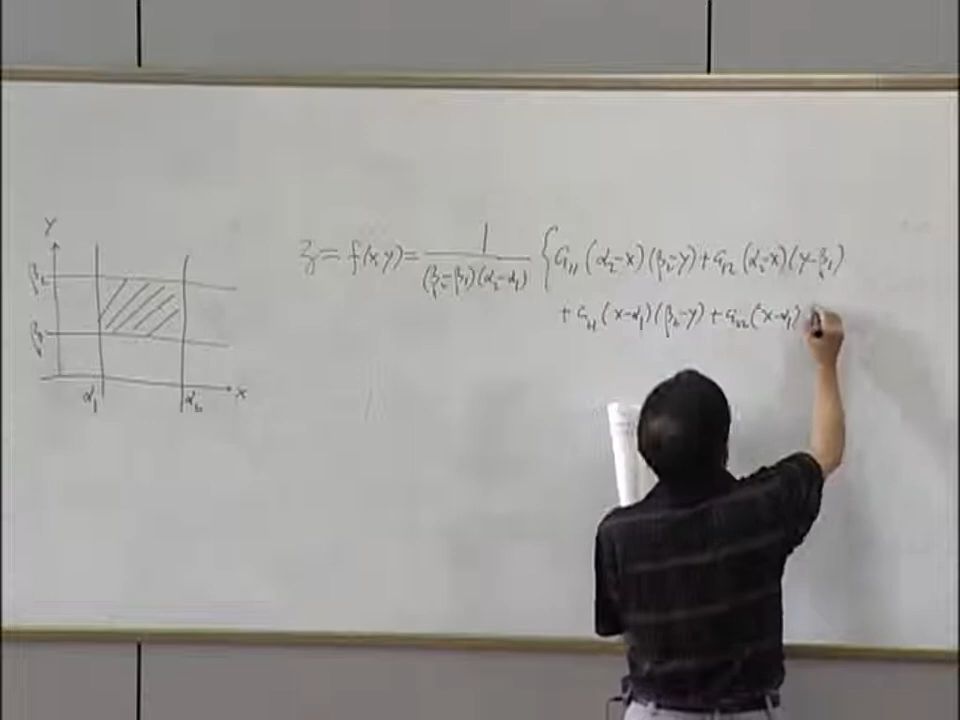 Y
β₂
β₁
α₁
α₂
x
z = f(x y) = 1 / (β₂-β₁)(α₂-α₁) { a₁₁ (α₂-x)(β₂-y) + a₁₂ (α₂-x)(y-β₁)
+ a₂₁ (x-α₁)(β₂-y) + a₂₂ (x-α₁)